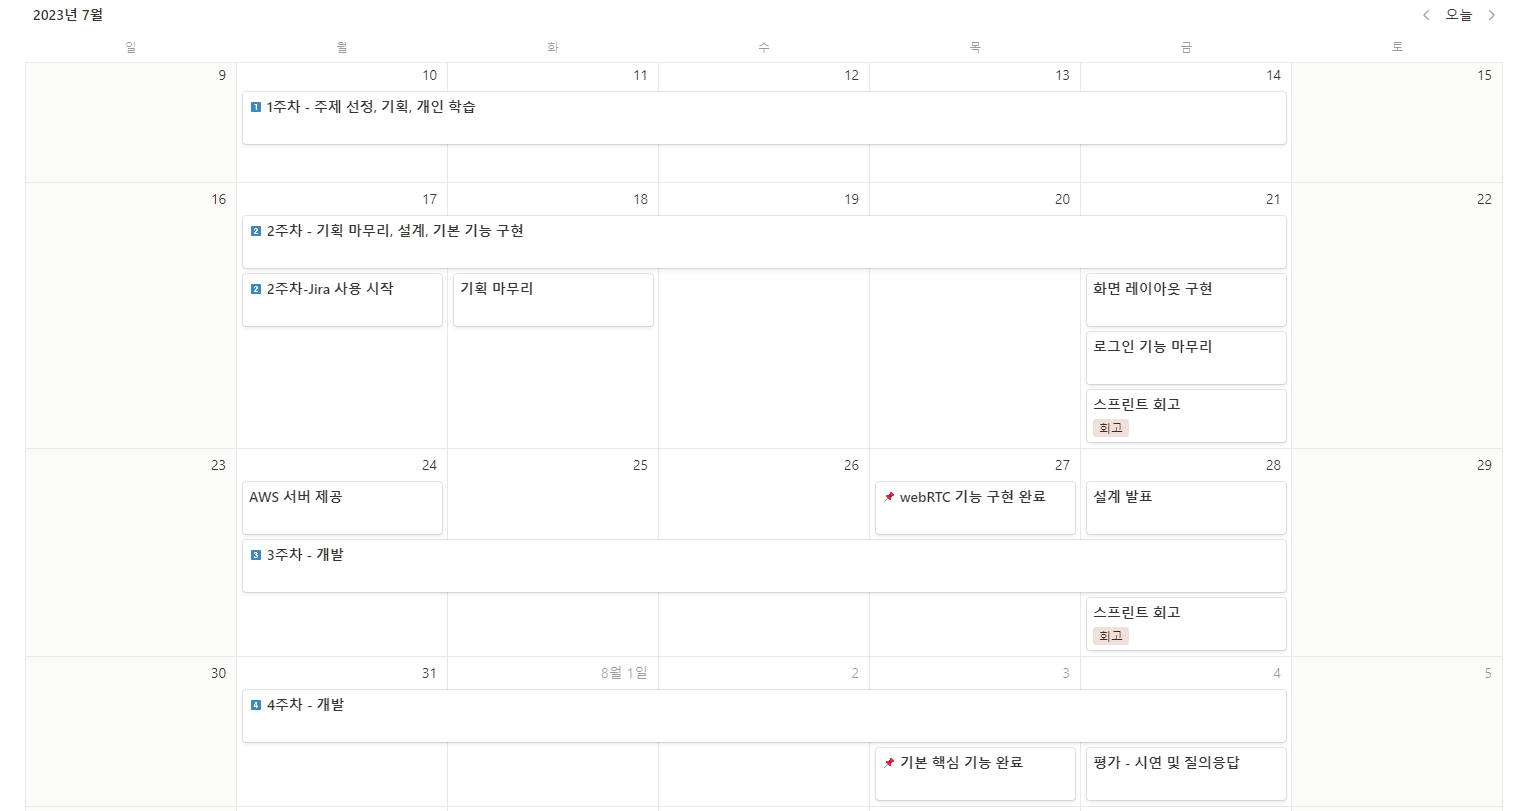 2023년 7월
오늘
일 월 화 수 목 금 토
9 10 11 12 13 14 15
1 1주차 - 주제 선정, 기획, 개인 학습
16 17 18 19 20 21 22
2 2주차 - 기획 마무리, 설계, 기본 기능 구현
2 2주차-Jira 사용 시작 기획 마무리 화면 레이아웃 구현
로그인 기능 마무리
스프린트 회고
회고
23 24 25 26 27 28 29
AWS 서버 제공 webRTC 기능 구현 완료 설계 발표
3 3주차 - 개발
스프린트 회고
회고
30 31 8월 1일 2 3 4 5
4 4주차 - 개발
기본 핵심 기능 완료 평가 - 시연 및 질의응답